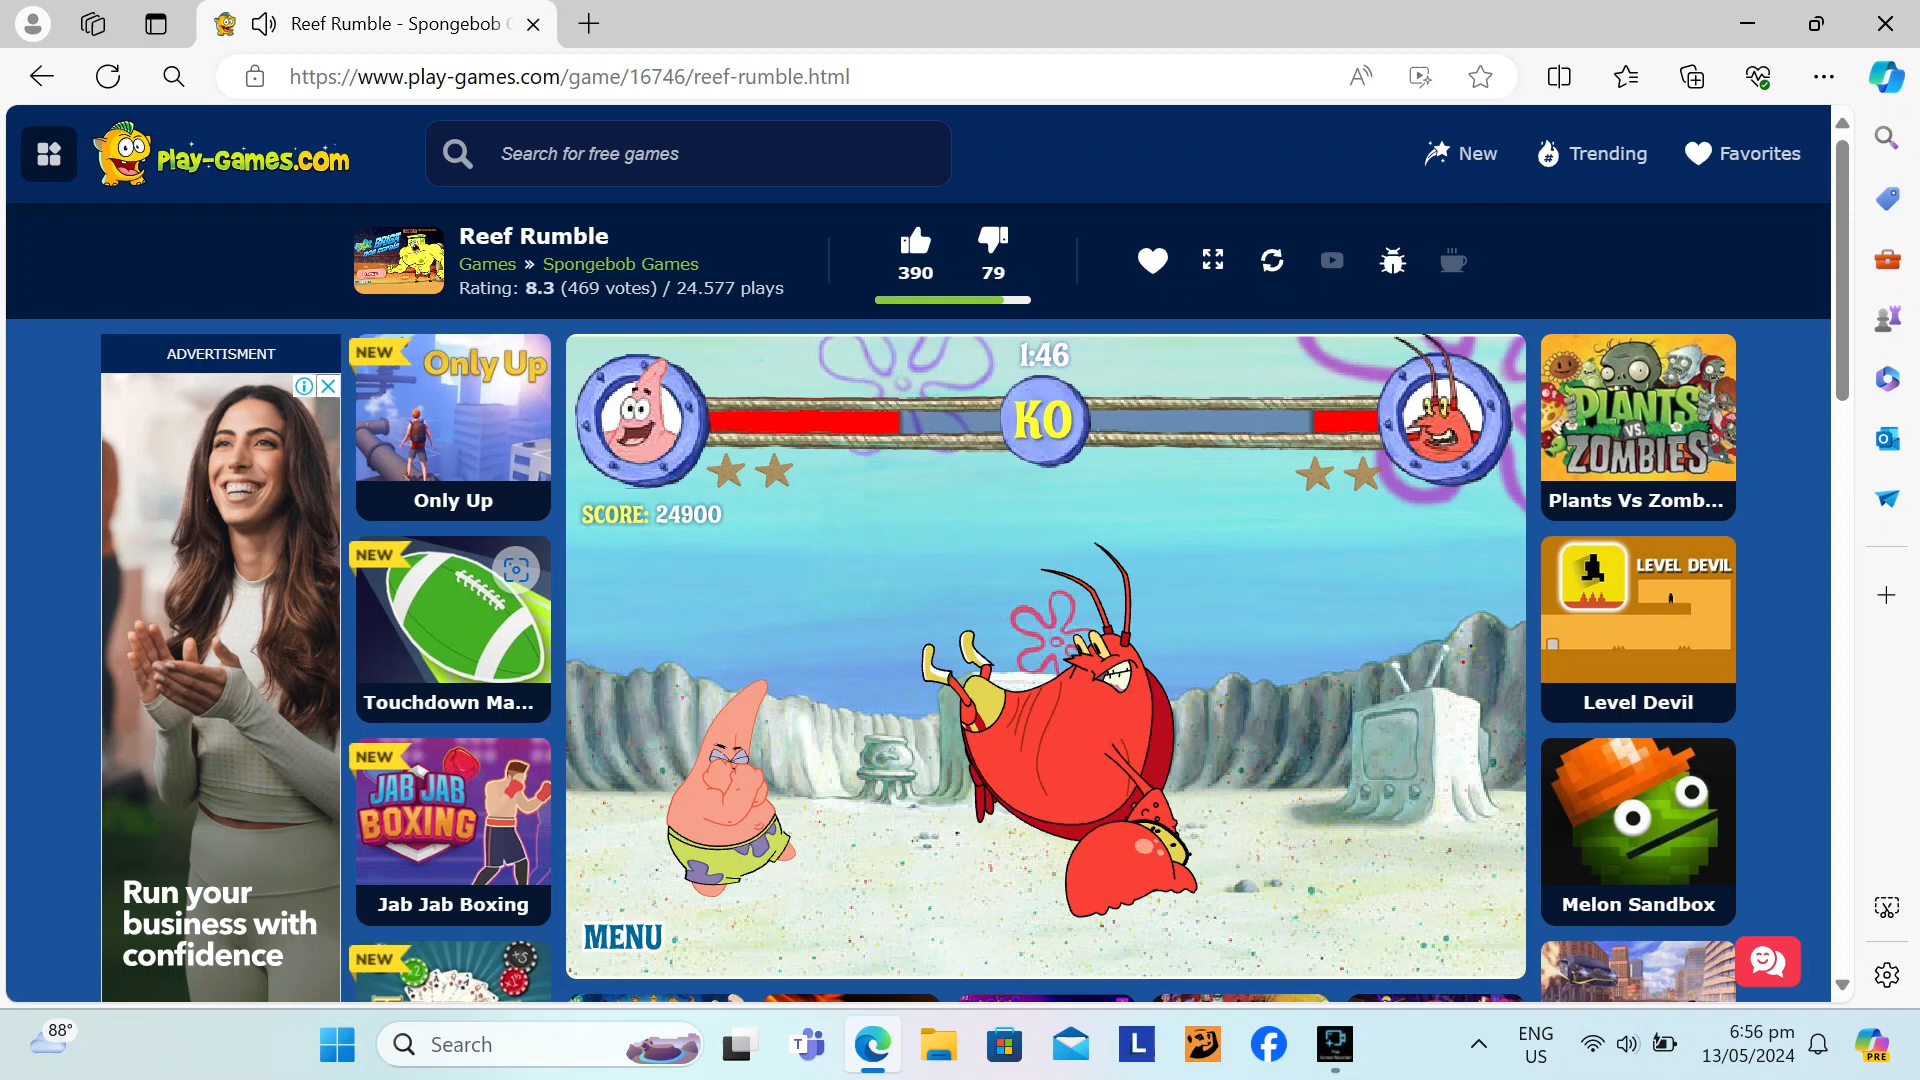 Reef Rumble - Spongebob
https://www.play-games.com/game/16746/reef-rumble.html
PLAY-GAMES.COM
Search for free games
New
Trending
Favorites
Reef Rumble
Games » Spongebob Games
Rating: 8.3 (469 votes) / 24.577 plays
390
79
ADVERTISMENT
Run your
business with
confidence
NEW
Only Up
Only Up
NEW
Touchdown Ma...
NEW
JAB JAB
BOXING
Jab Jab Boxing
NEW
1:46
KO
SCORE: 24900
MENU
PLANTS
VS.
ZOMBIES
Plants Vs Zomb...
LEVEL DEVIL
Level Devil
Melon Sandbox
88°
Search
T
L
ENG
US
6:56 pm
13/05/2024
PRE